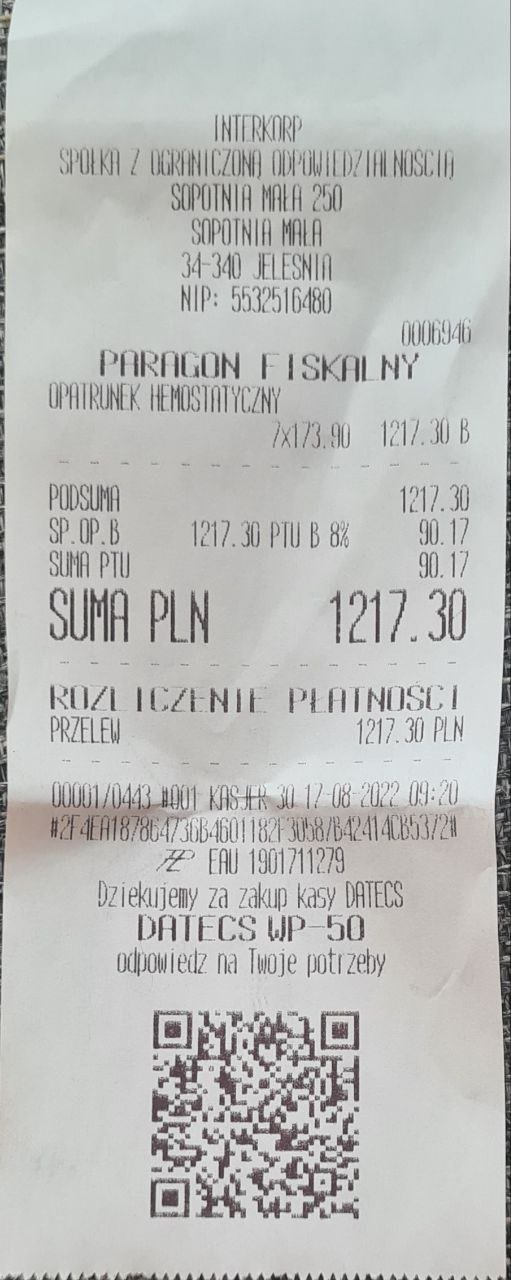 INTERKORP
SPÓŁKA Z OGRANICZONĄ ODPOWIEDZIALNOŚCIĄ
SOPOTNIA MAŁA 250
SOPOTNIA MAŁA
34-340 JELEŚNIA
NIP: 5532516480
0006946
PARAGON FISKALNY
OPATRUNEK HEMOSTATYCZNY
7x173.90 1217.30 B
PODSUMA 1217.30
SP.OP.B 1217.30 PTU B 8% 90.17
SUMA PTU 90.17
SUMA PLN 1217.30
ROZLICZENIE PŁATNOŚCI
PRZELEW 1217.30 PLN
00001/0443 #001 KASJER 30 17-08-2022 09:20
EAU 1901711279
Dziekujemy za zakup kasy DATECS
DATECS WP-50
odpowiedz na Twoje potrzeby